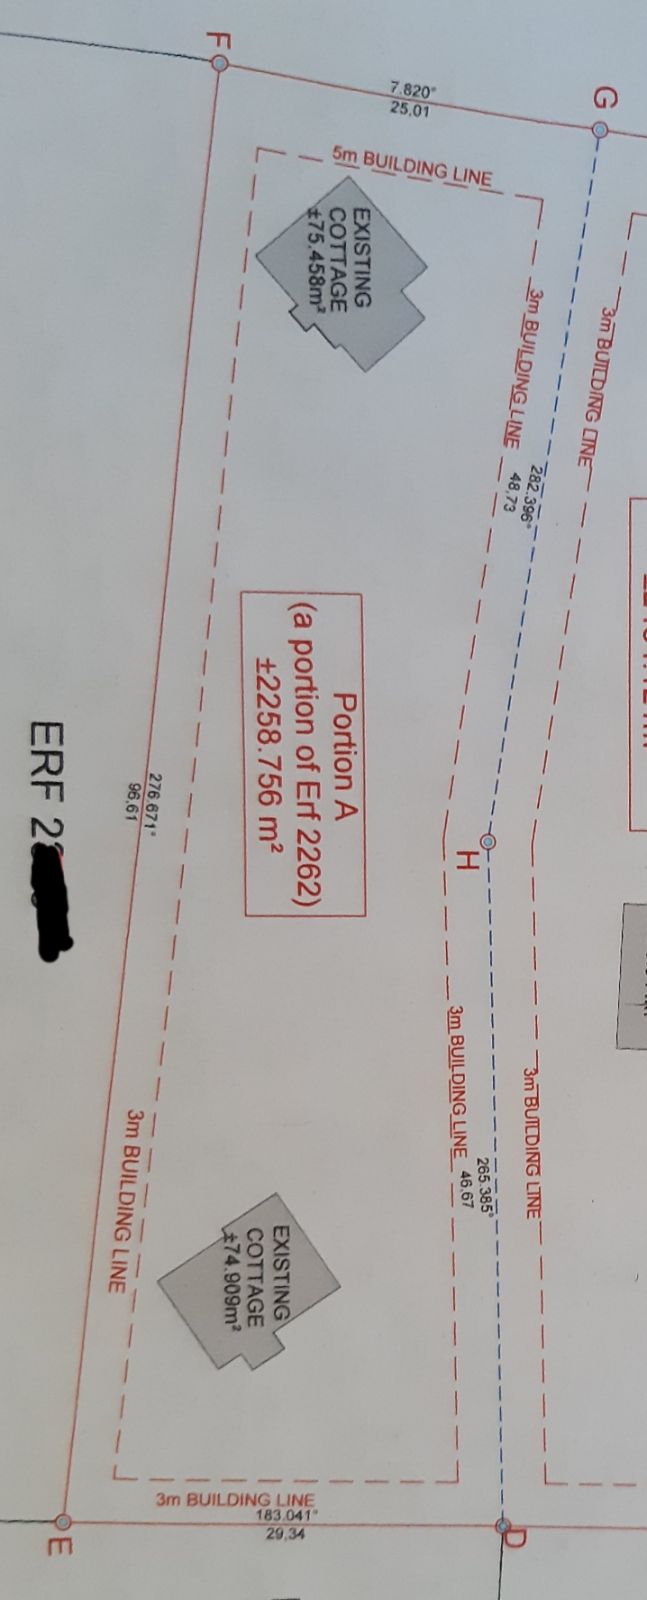 F
G
7.820°
25,01
5m BUILDING LINE
EXISTING
COTTAGE
±75.458m²
3m BUILDING LINE
3m BUILDING LINE
282.396°
48,73
Portion A
(a portion of Erf 2262)
±2258.756 m²
H
276.671°
96,61
ERF 2
3m BUILDING LINE
3m BUILDING LINE
265.385°
46,67
3m BUILDING LINE
EXISTING
COTTAGE
±74.909m²
3m BUILDING LINE
183.041°
29,34
E
D